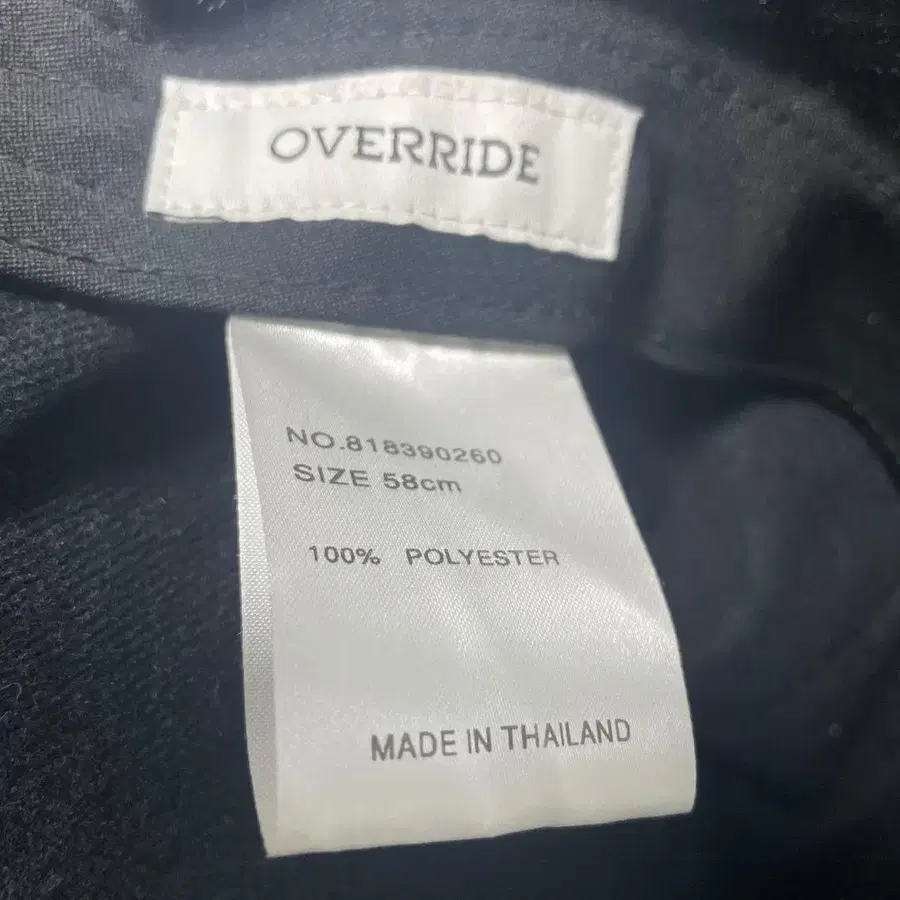 OVERRIDE
NO.818390260
SIZE 58cm
100% POLYESTER
MADE IN THAILAND